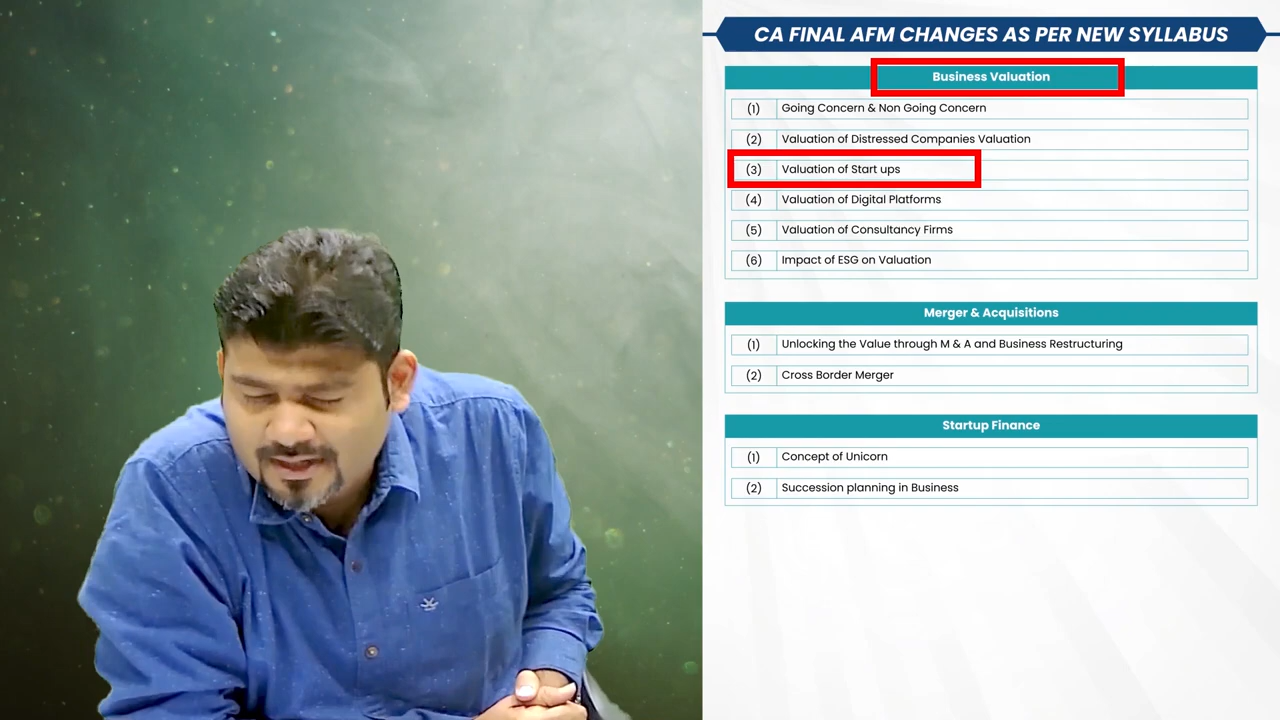 CA FINAL AFM CHANGES AS PER NEW SYLLABUS
Business Valuation
(1) Going Concern & Non Going Concern
(2) Valuation of Distressed Companies Valuation
(3) Valuation of Start ups
(4) Valuation of Digital Platforms
(5) Valuation of Consultancy Firms
(6) Impact of ESG on Valuation
Merger & Acquisitions
(1) Unlocking the Value through M & A and Business Restructuring
(2) Cross Border Merger
Startup Finance
(1) Concept of Unicorn
(2) Succession planning in Business